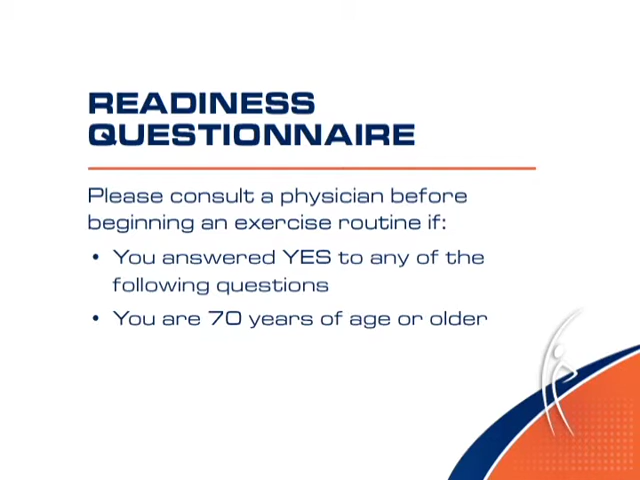 READINESS
QUESTIONNAIRE
Please consult a physician before
beginning an exercise routine if:
• You answered YES to any of the
following questions
• You are 70 years of age or older